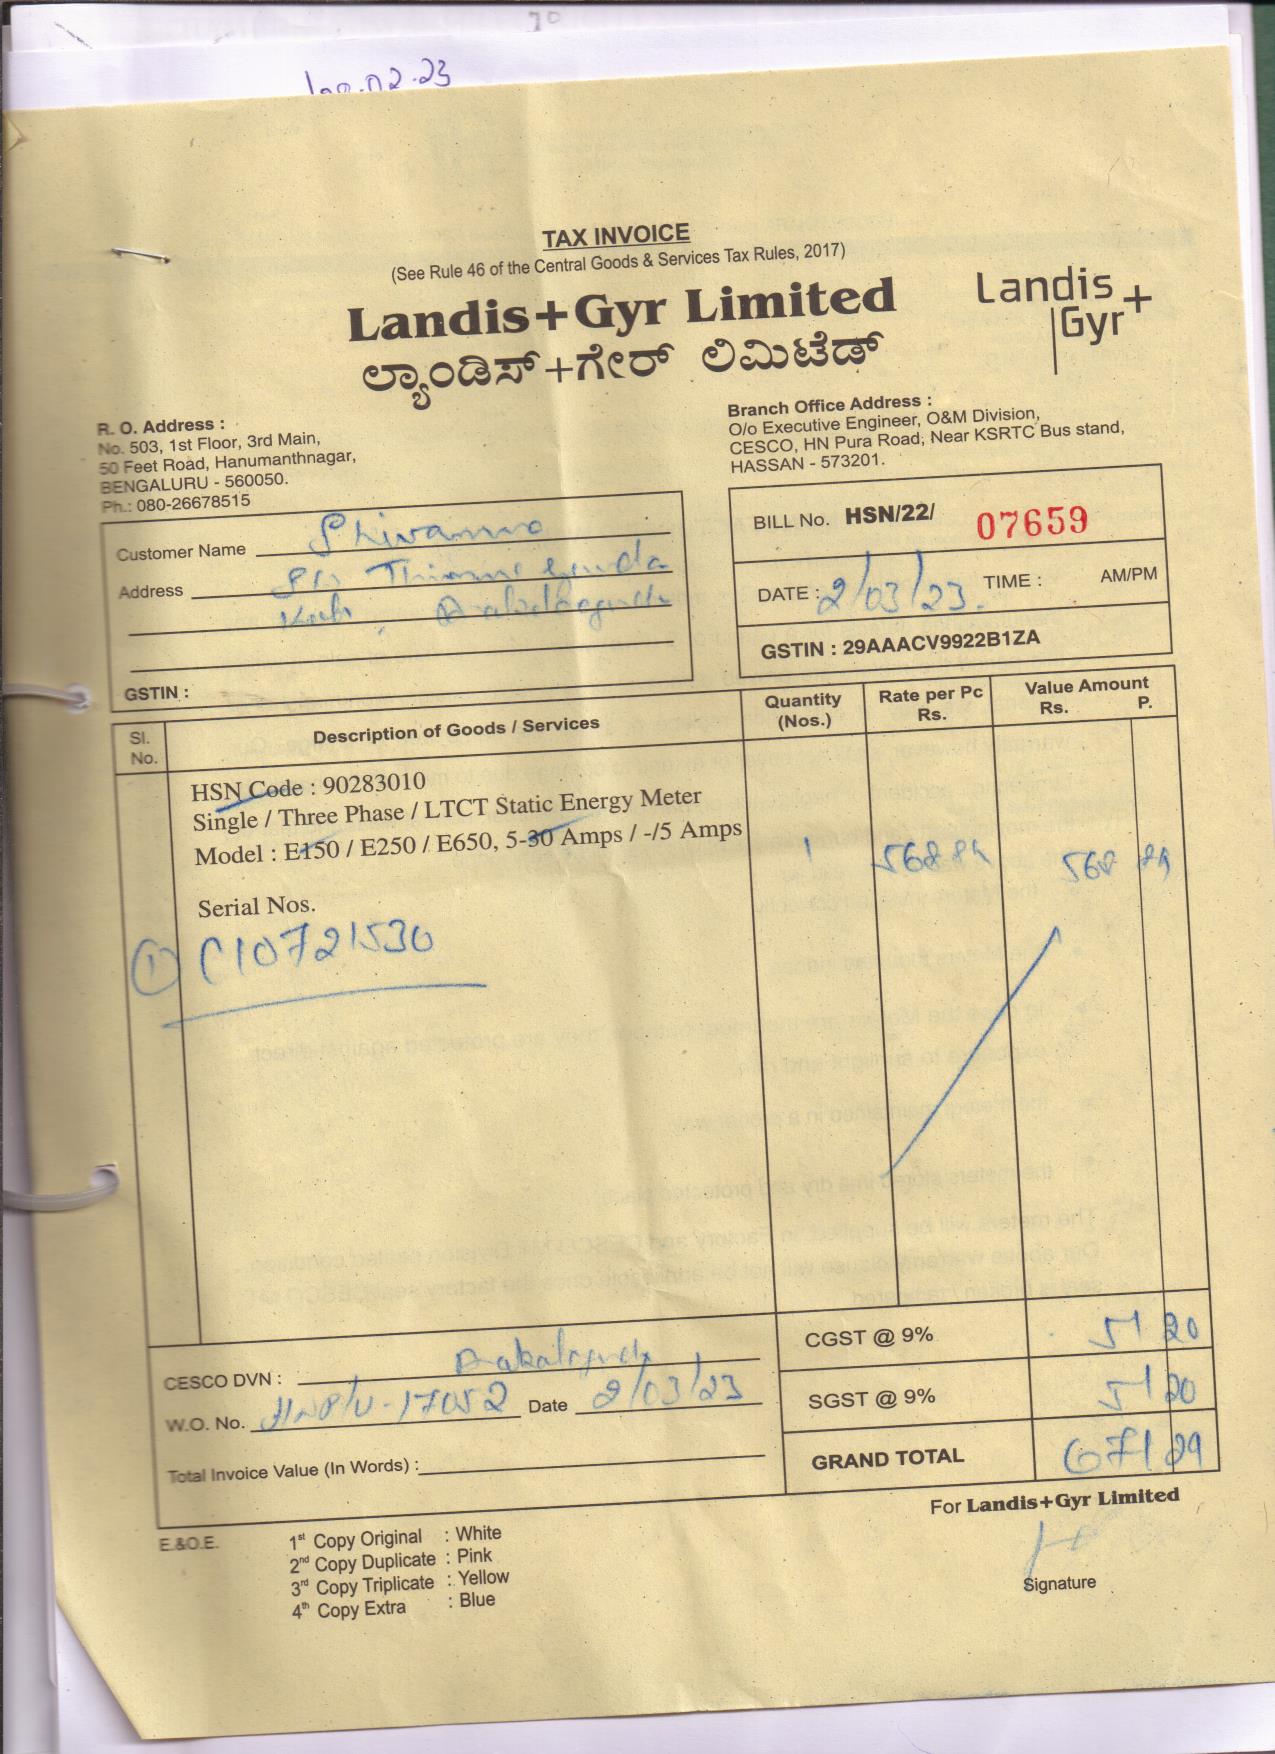 02.23
TAX INVOICE
(See Rule 46 of the Central Goods & Services Tax Rules, 2017)
Landis+Gyr Limited
ಲ್ಯಾಂಡಿಸ್+ಗೇರ್ ಲಿಮಿಟೆಡ್
Landis
Gyr+
R. O. Address :
No. 503, 1st Floor, 3rd Main,
50 Feet Road, Hanumanthnagar,
BENGALURU - 560050.
Ph.: 080-26678515
Branch Office Address :
O/o Executive Engineer, O&M Division,
CESCO, HN Pura Road, Near KSRTC Bus stand,
HASSAN - 573201.
Customer Name
Address
GSTIN :
BILL No. HSN/22/ 07659
DATE : 2/03/23. TIME : AM/PM
GSTIN : 29AAACV9922B1ZA
Sl. No. Description of Goods / Services Quantity (Nos.) Rate per Pc Rs. Value Amount Rs. P.
HSN Code : 90283010
Single / Three Phase / LTCT Static Energy Meter
Model : E150 / E250 / E650, 5-30 Amps / -/5 Amps 1
Serial Nos.
1 C10721530
CGST @ 9% 51 20
SGST @ 9% 51 20
GRAND TOTAL 671 29
CESCO DVN :
W.O. No. 17052 Date 2/03/23
Total Invoice Value (In Words) :
For Landis+Gyr Limited
Signature
E.&O.E.
1st Copy Original : White
2nd Copy Duplicate : Pink
3rd Copy Triplicate : Yellow
4th Copy Extra : Blue